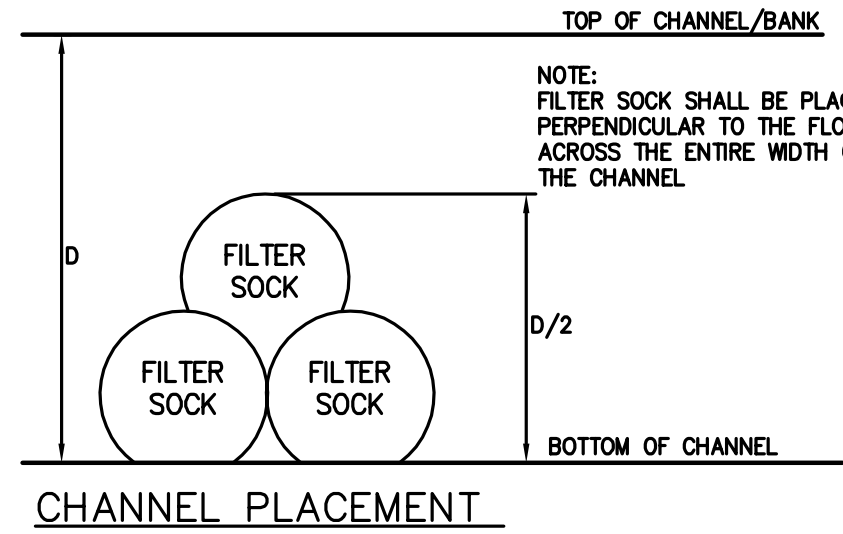 TOP OF CHANNEL/BANK
NOTE:
FILTER SOCK SHALL BE
PERPENDICULAR TO THE
ACROSS THE ENTIRE WIDTH
THE CHANNEL
D
FILTER
SOCK
D/2
FILTER
SOCK
FILTER
SOCK
BOTTOM OF CHANNEL
CHANNEL PLACEMENT